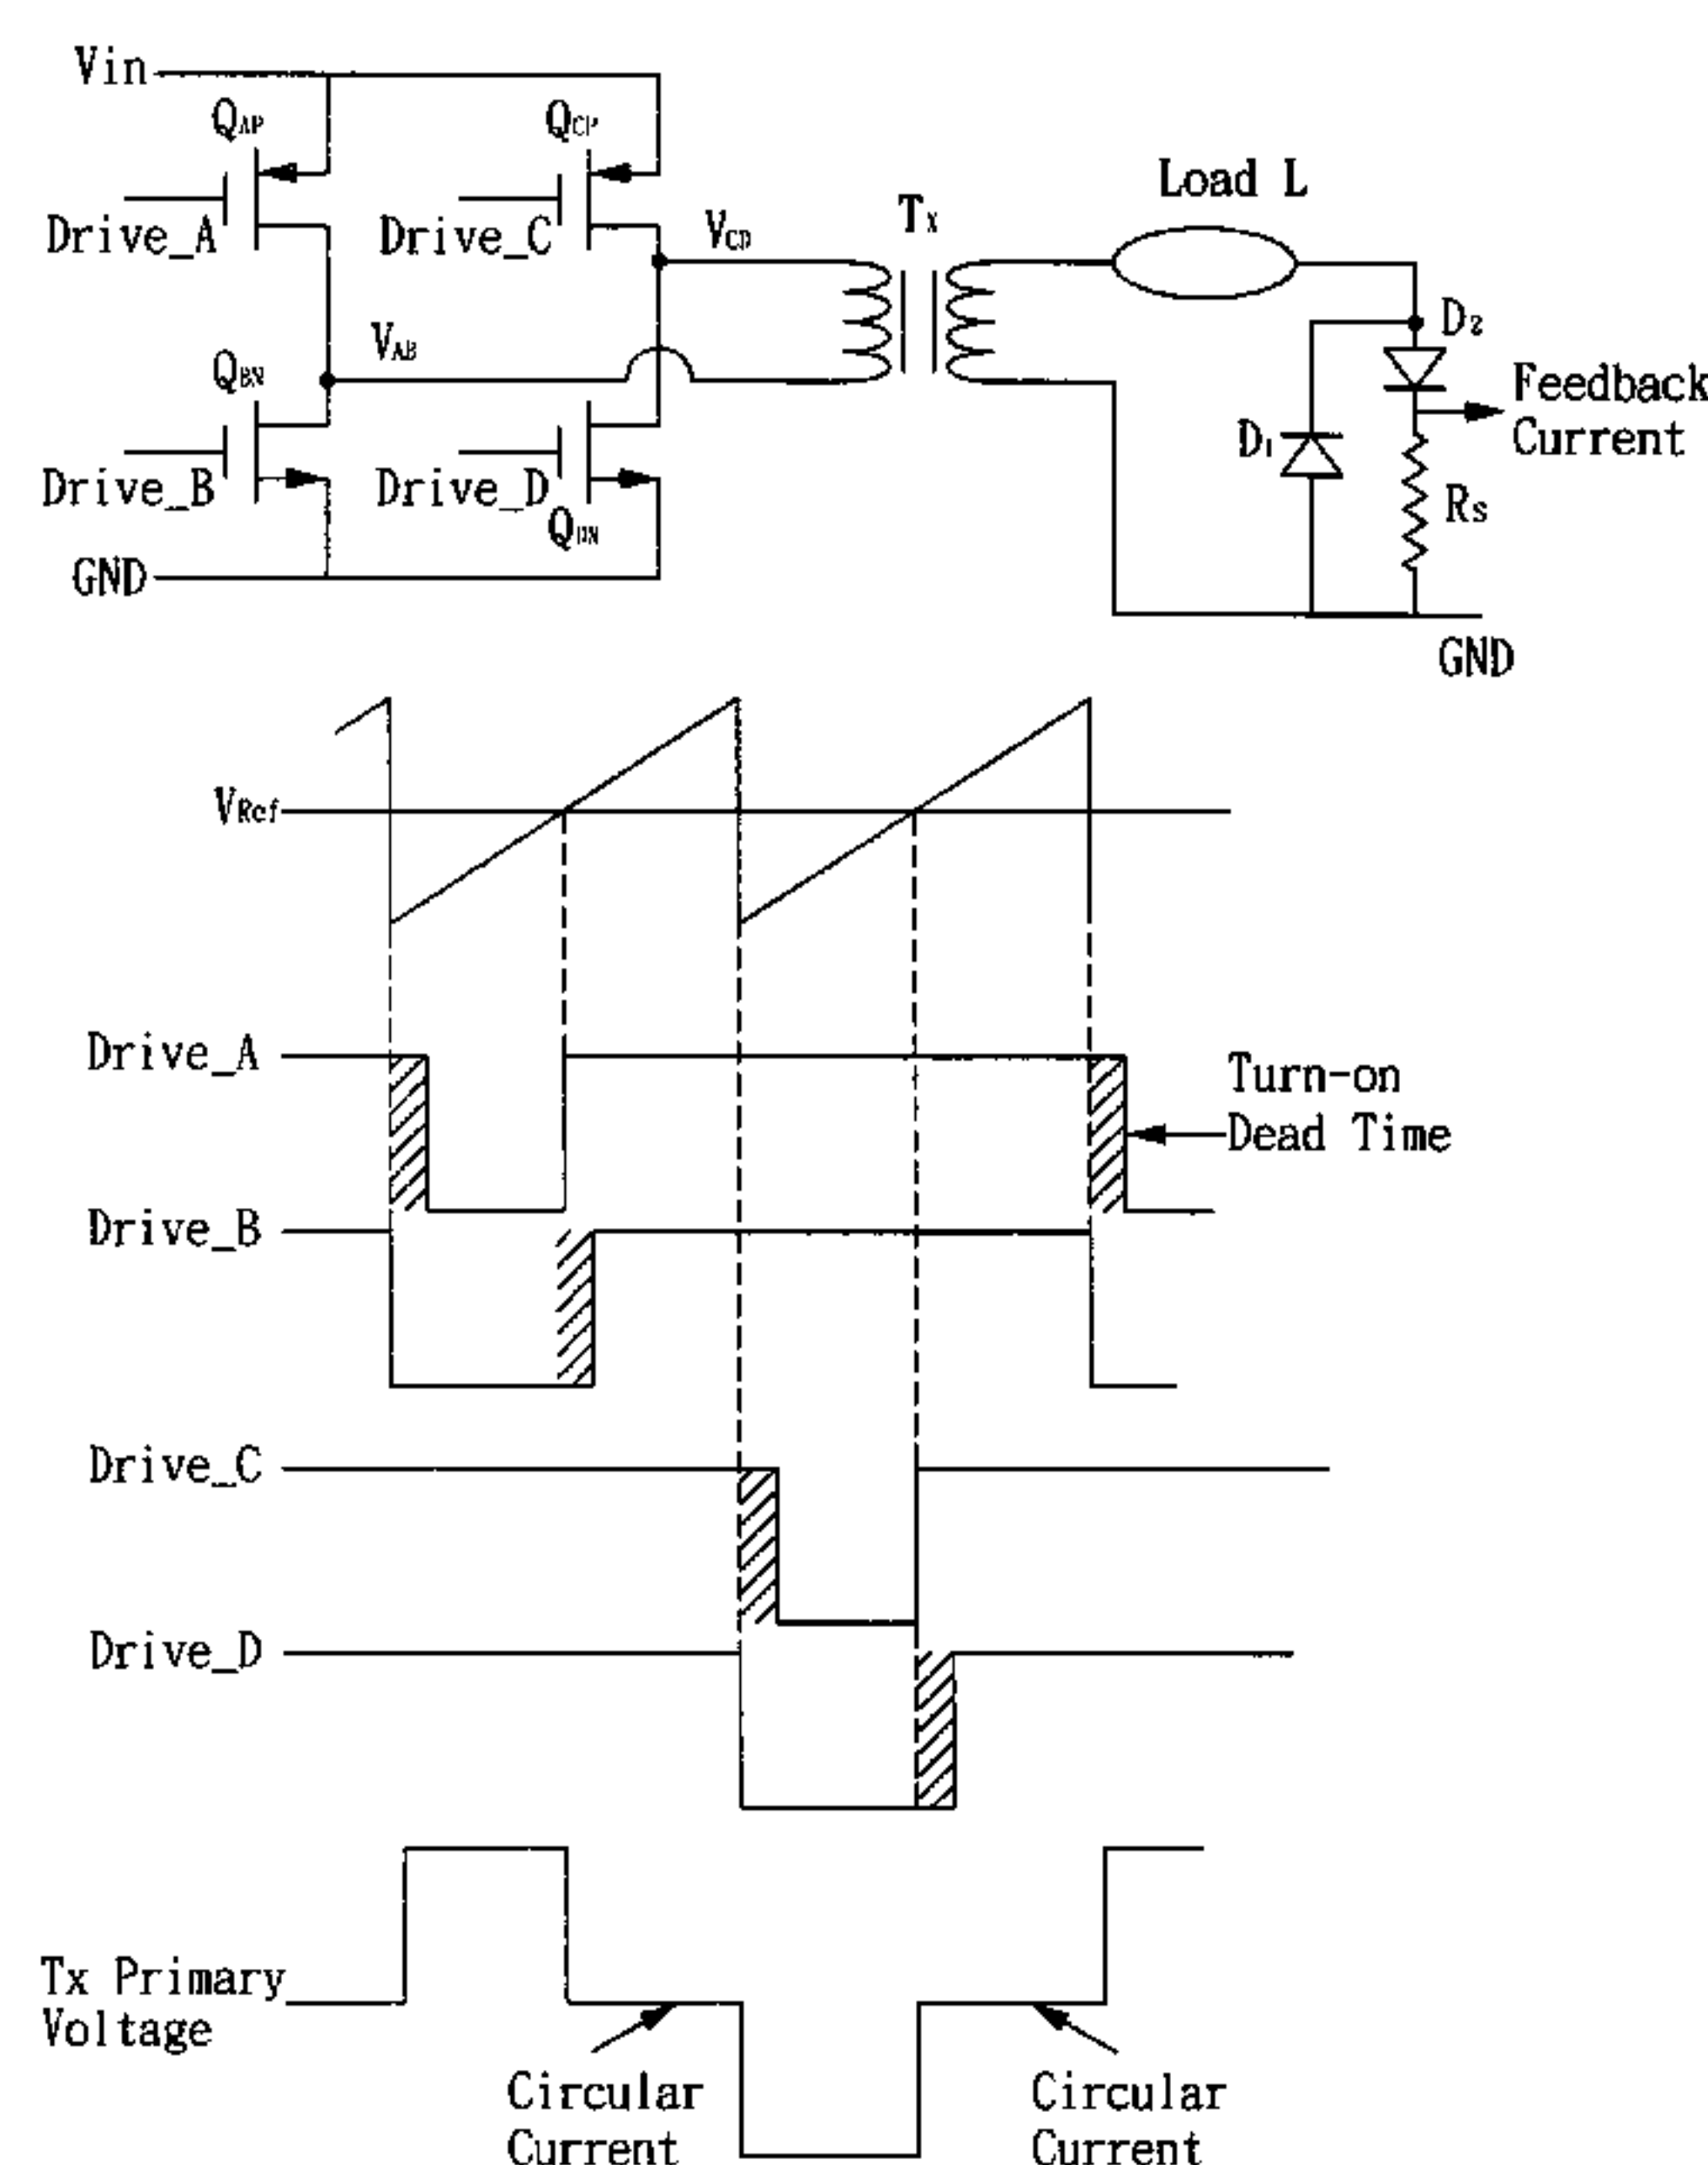 Vin
QAP
QCP
Drive_A
Drive_C
VCD
TX
Load L
D2
VAB
QBN
Feedback
Current
D1
Drive_B
Drive_D
QDN
RS
GND
GND
VRef
Drive_A
Turn-on
Dead Time
Drive_B
Drive_C
Drive_D
Tx Primary
Voltage
Circular
Current
Circular
Current